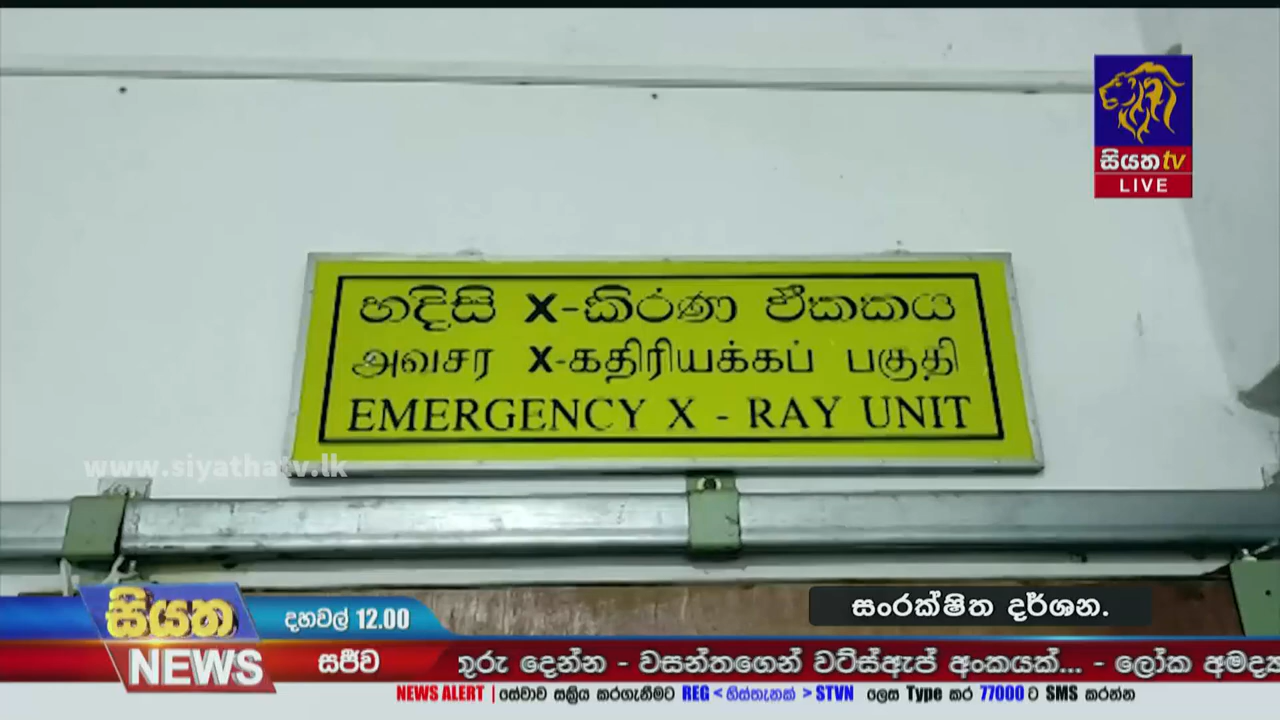 සියත tv
LIVE
හදිසි X-කිරණ ඒකකය
அவசர X-கதிரியக்கப் பகுதி
EMERGENCY X - RAY UNIT
www.siyathatv.lk
සංරක්ෂිත දර්ශන.
සියත
NEWS
දහවල් 12.00
සජීව
තුරු දෙන්න - වසන්තගෙන් වට්ස්ඇප් අංකයක්... - ලෝක අමද්‍ය
NEWS ALERT | සේවාව සක්‍රිය කරගැනීමට REG < හිස්තැනක් > STVN ලෙස Type කර 77000 ට SMS කරන්න